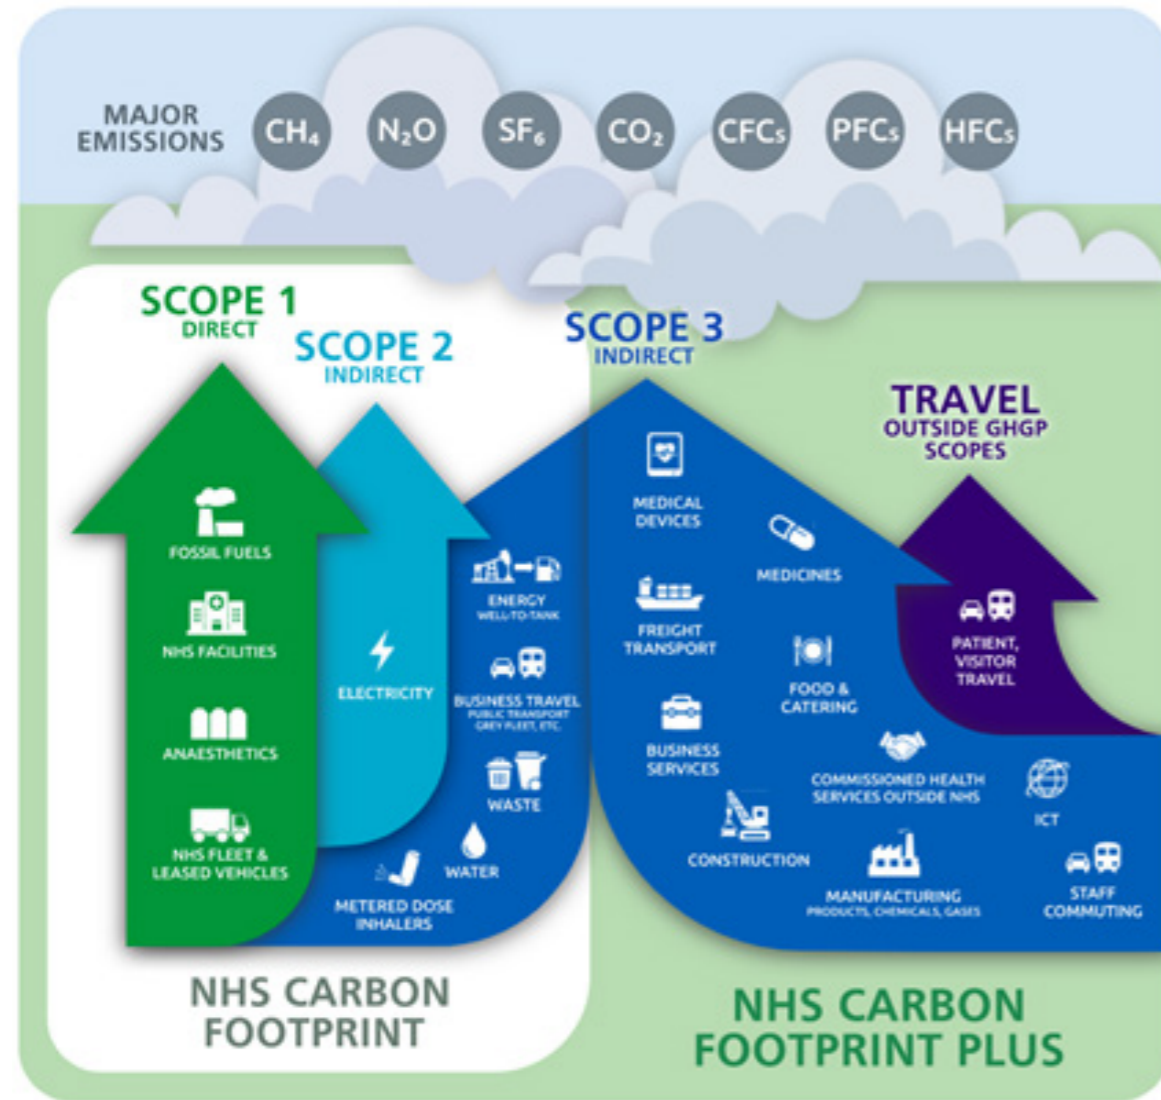 MAJOR
EMISSIONS
CH₄
N₂O
SF₆
CO₂
CFCs
PFCs
HFCs
SCOPE 1
DIRECT
FOSSIL FUELS
NHS FACILITIES
ANAESTHETICS
NHS FLEET &
LEASED VEHICLES
SCOPE 2
INDIRECT
ELECTRICITY
SCOPE 3
INDIRECT
ENERGY
WELL-TO-TANK
BUSINESS TRAVEL
PUBLIC TRANSPORT
GREY FLEET, ETC.
WASTE
WATER
METERED DOSE
INHALERS
MEDICAL
DEVICES
MEDICINES
FREIGHT
TRANSPORT
FOOD &
CATERING
BUSINESS
SERVICES
COMMISSIONED HEALTH
SERVICES OUTSIDE NHS
ICT
CONSTRUCTION
MANUFACTURING
PRODUCTS, CHEMICALS, GASES
STAFF
COMMUTING
TRAVEL
OUTSIDE GHGP
SCOPES
PATIENT,
VISITOR
TRAVEL
NHS CARBON
FOOTPRINT
NHS CARBON
FOOTPRINT PLUS